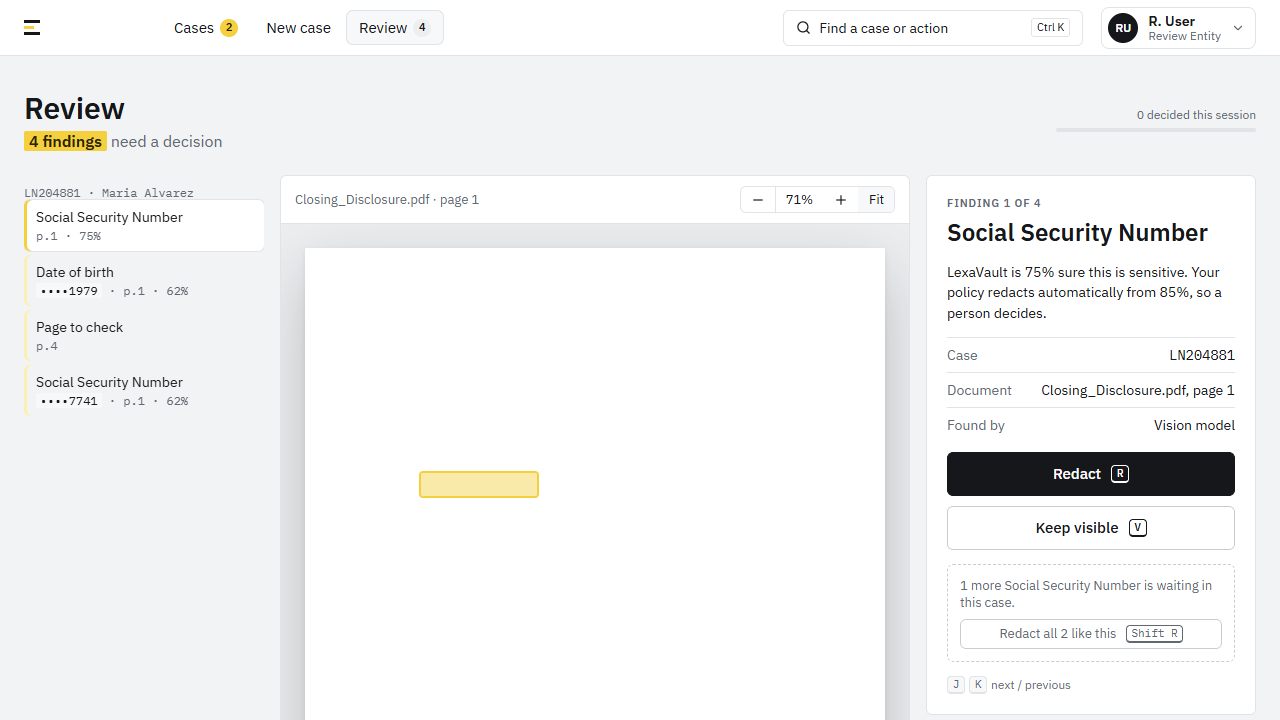 Cases 2
New case
Review 4
Find a case or action
Ctrl K
RU
R. User
Review Entity
Review
4 findings need a decision
0 decided this session
LN204881 · Maria Alvarez
Social Security Number
p.1 · 75%
Date of birth
••••1979 · p.1 · 62%
Page to check
p.4
Social Security Number
••••7741 · p.1 · 62%
Closing_Disclosure.pdf · page 1
− 71% + Fit
FINDING 1 OF 4
Social Security Number
LexaVault is 75% sure this is sensitive. Your
policy redacts automatically from 85%, so a
person decides.
Case LN204881
Document Closing_Disclosure.pdf, page 1
Found by Vision model
Redact R
Keep visible V
1 more Social Security Number is waiting in
this case.
Redact all 2 like this Shift R
J K next / previous